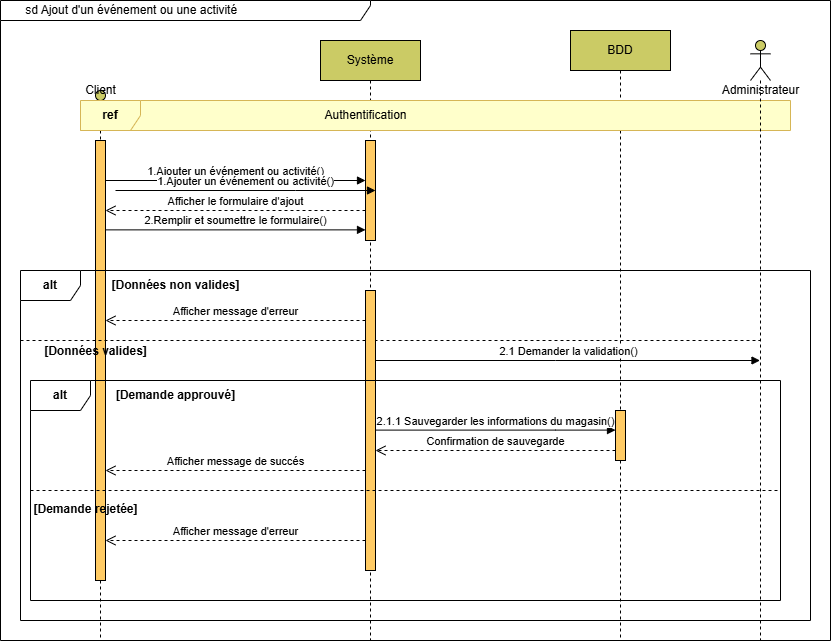 sd Ajout d'un événement ou une activité
Système
BDD
Client
Administrateur
ref
Authentification
1.Ajouter un événement ou activité()
1.Ajouter un événement ou activité()
Afficher le formulaire d'ajout
2.Remplir et soumettre le formulaire()
alt
[Données non valides]
Afficher message d'erreur
[Données valides]
2.1 Demander la validation()
alt
[Demande approuvé]
2.1.1 Sauvegarder les informations du magasin()
Confirmation de sauvegarde
Afficher message de succés
[Demande rejetée]
Afficher message d'erreur